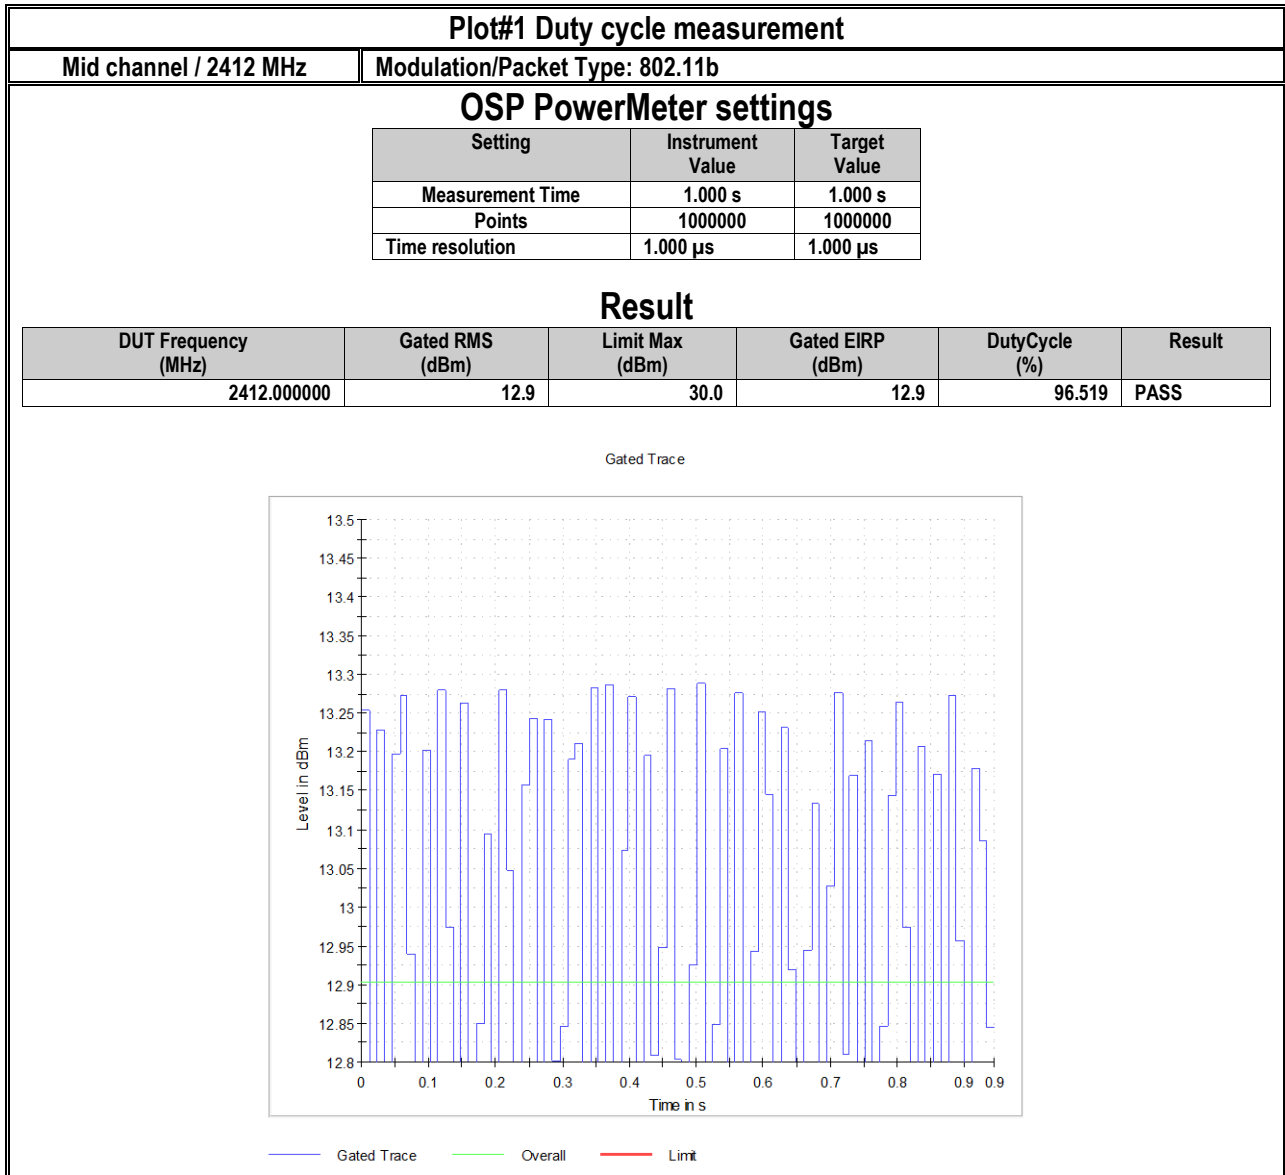 Plot#1 Duty cycle measurement
Mid channel / 2412 MHz Modulation/Packet Type: 802.11b
OSP PowerMeter settings
Setting Instrument Value Target Value
Measurement Time 1.000 s 1.000 s
Points 1000000 1000000
Time resolution 1.000 µs 1.000 µs
Result
DUT Frequency (MHz) Gated RMS (dBm) Limit Max (dBm) Gated EIRP (dBm) DutyCycle (%) Result
2412.000000 12.9 30.0 12.9 96.519 PASS
Gated Trace
13.5
13.45
13.4
13.35
13.3
13.25
13.2
13.15
13.1
13.05
13
12.95
12.9
12.85
12.8
Level in dBm
0 0.1 0.2 0.3 0.4 0.5 0.6 0.7 0.8 0.9 0.9
Time in s
Gated Trace Overall Limit